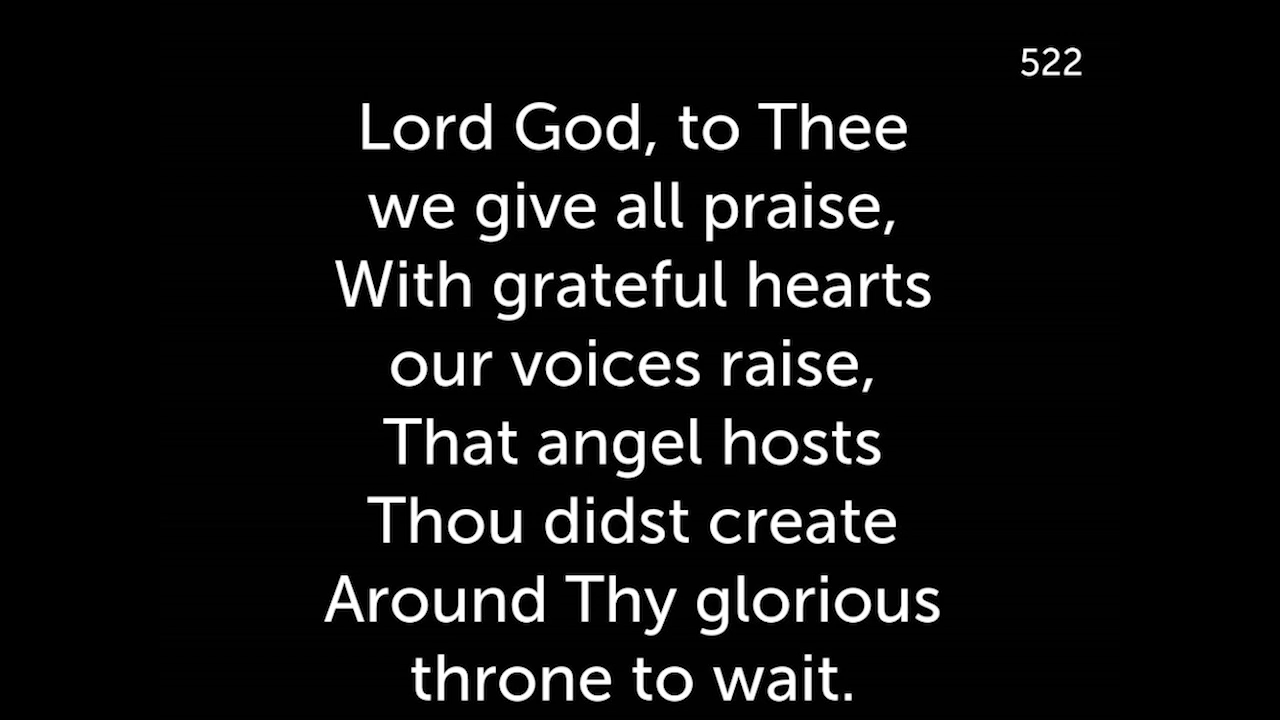 522
Lord God, to Thee
we give all praise,
With grateful hearts
our voices raise,
That angel hosts
Thou didst create
Around Thy glorious
throne to wait.